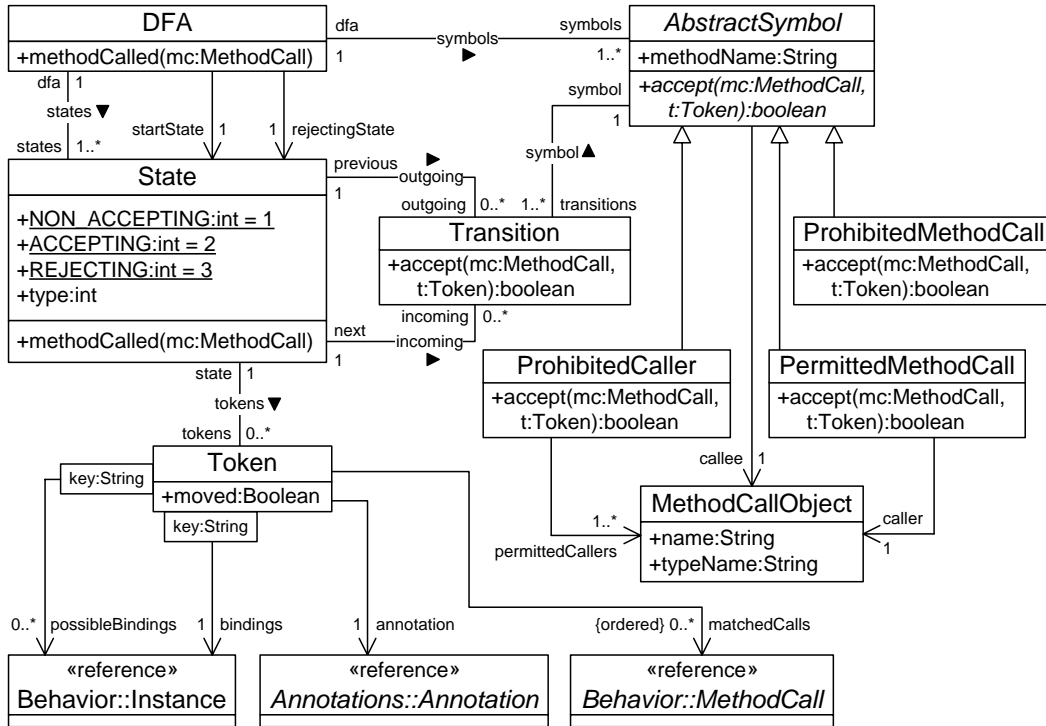 DFA
+methodCalled(mc:MethodCall)
dfa
1
symbols
symbols
1..*
AbstractSymbol
+methodName:String
+accept(mc:MethodCall,
t:Token):boolean
dfa 1
states
states 1..*
startState 1
1 rejectingState
symbol
1
symbol
1..* transitions
State
+NON_ACCEPTING:int = 1
+ACCEPTING:int = 2
+REJECTING:int = 3
+type:int
+methodCalled(mc:MethodCall)
previous
1
outgoing
outgoing 0..*
Transition
+accept(mc:MethodCall,
t:Token):boolean
incoming 0..*
next
1
incoming
ProhibitedMethodCall
+accept(mc:MethodCall,
t:Token):boolean
ProhibitedCaller
+accept(mc:MethodCall,
t:Token):boolean
PermittedMethodCall
+accept(mc:MethodCall,
t:Token):boolean
state 1
tokens
tokens 0..*
Token
+moved:Boolean
key:String
key:String
callee 1
MethodCallObject
+name:String
+typeName:String
1..*
permittedCallers
caller
1
0..* possibleBindings
1 bindings
1 annotation
{ordered} 0..* matchedCalls
«reference»
Behavior::Instance
«reference»
Annotations::Annotation
«reference»
Behavior::MethodCall